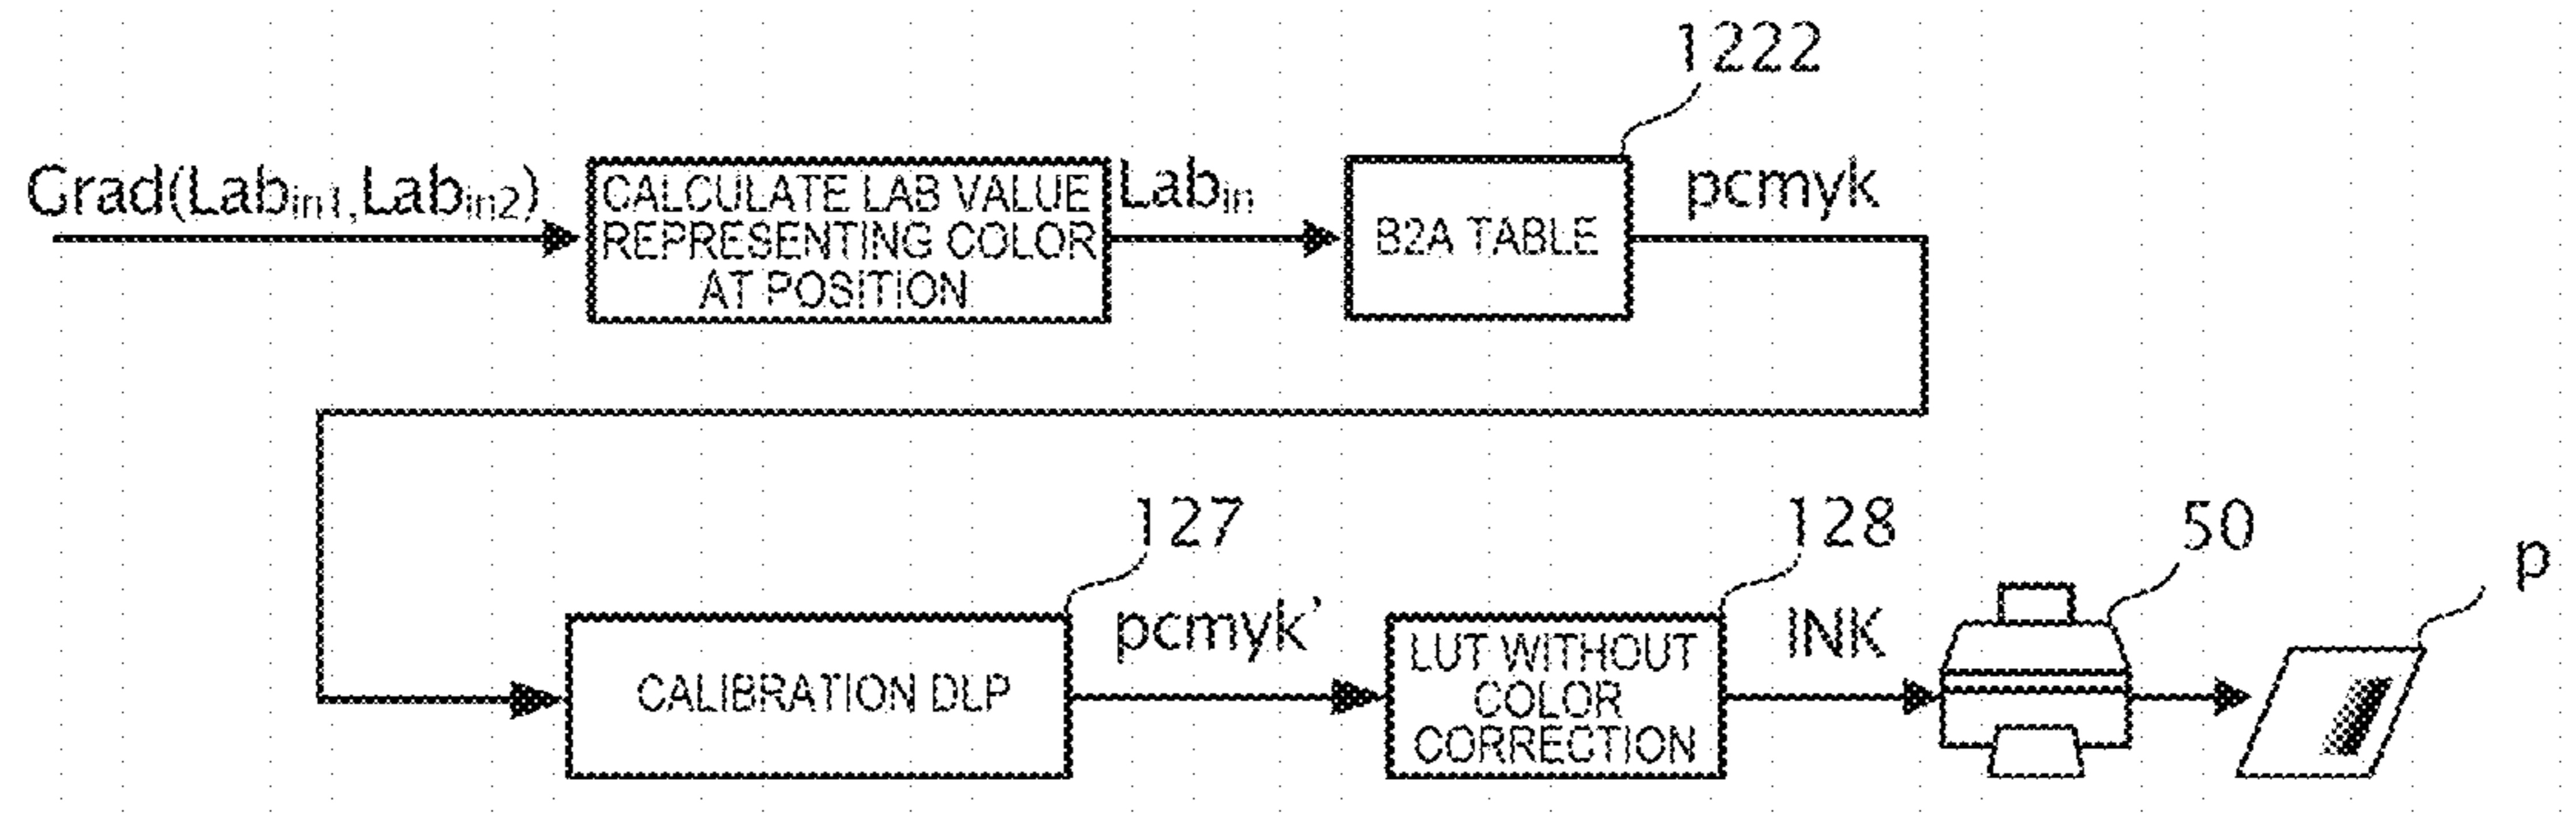 1222
Grad(Labin1,Labin2)
CALCULATE LAB VALUE
REPRESENTING COLOR
AT POSITION
Labin
B2A TABLE
pcmyk
127
128
50
p
CALIBRATION DLP
pcmyk’
LUT WITHOUT
COLOR
CORRECTION
INK